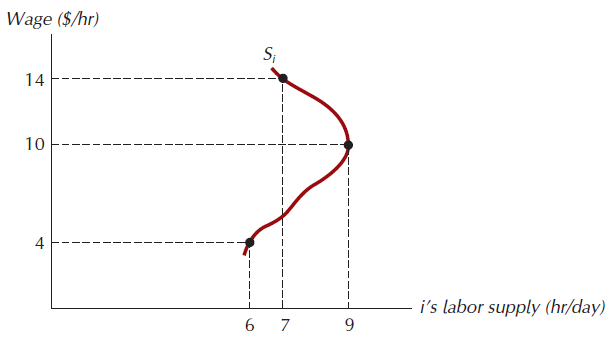 Wage ($/hr)
S_i
14
10
4
i's labor supply (hr/day)
6 7 9